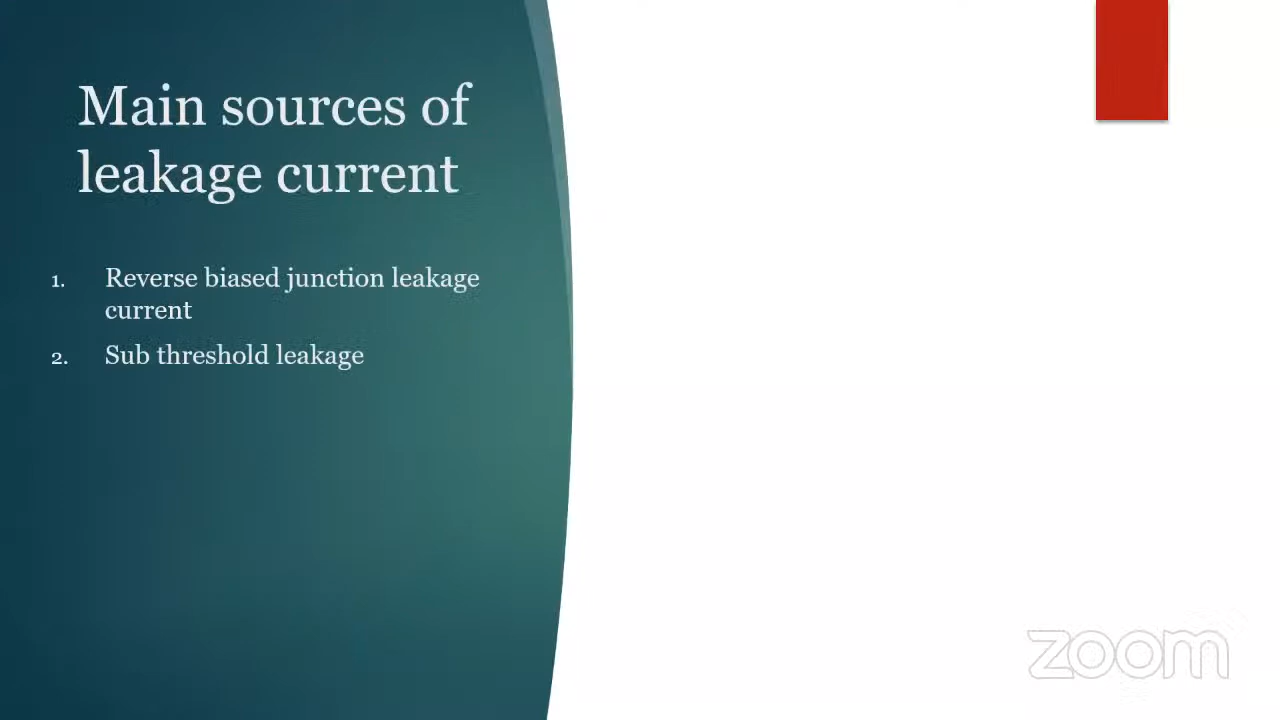 Main sources of
leakage current
1. Reverse biased junction leakage
current
2. Sub threshold leakage
zoom